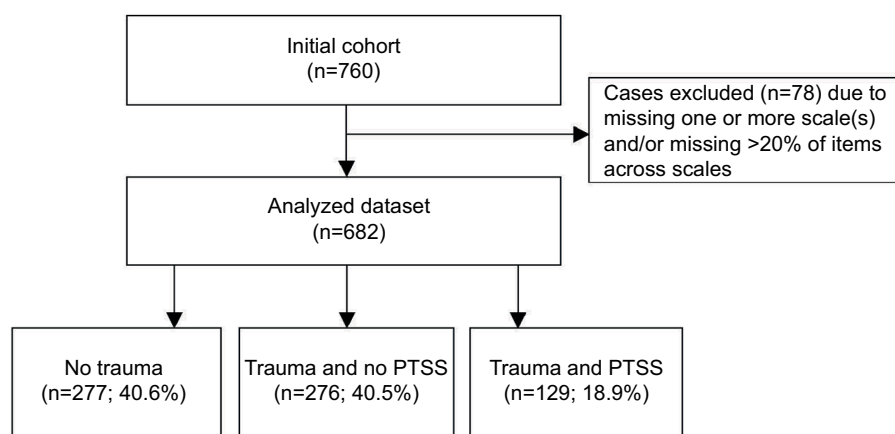 Initial cohort
(n=760)
Cases excluded (n=78) due to
missing one or more scale(s)
and/or missing >20% of items
across scales
Analyzed dataset
(n=682)
No trauma
(n=277; 40.6%)
Trauma and no PTSS
(n=276; 40.5%)
Trauma and PTSS
(n=129; 18.9%)